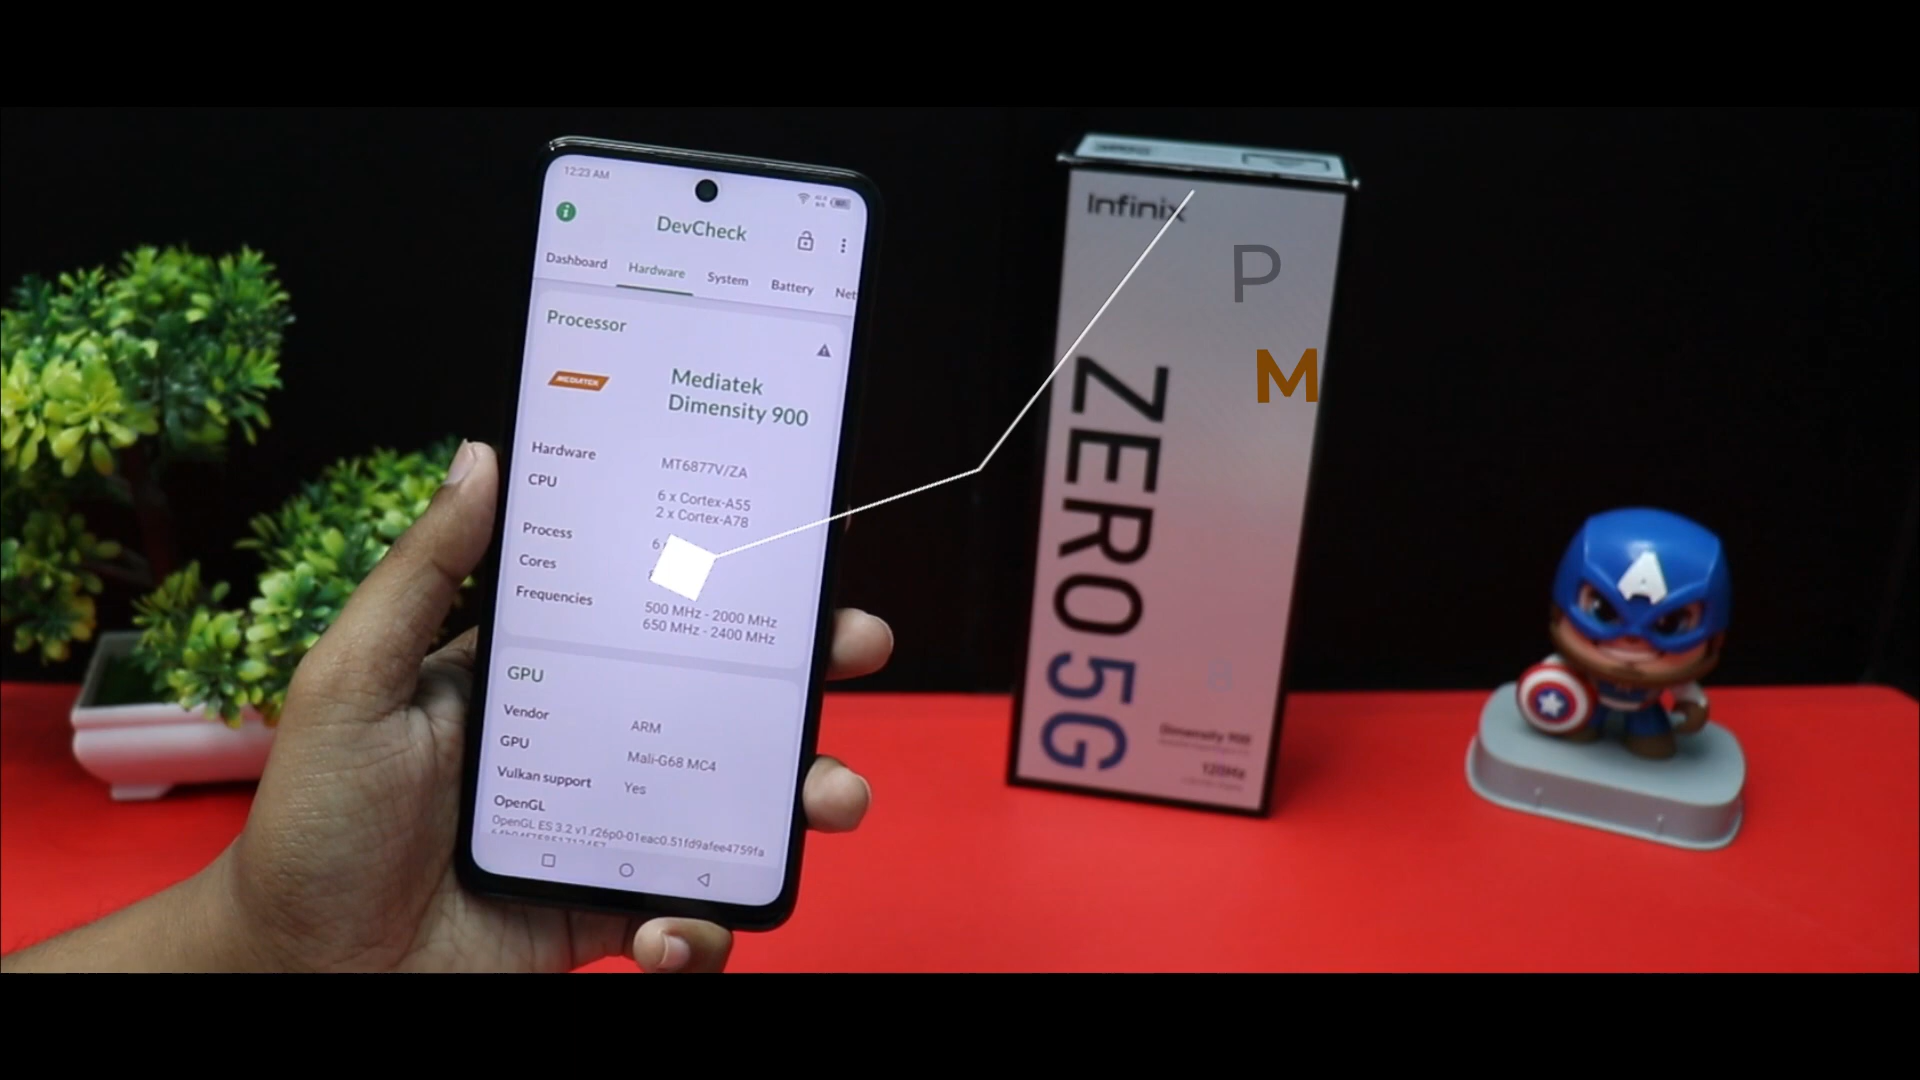 12:23 AM
DevCheck
Dashboard Hardware System Battery Net
Processor
MEDIATEK
Mediatek
Dimensity 900
Hardware MT6877V/ZA
CPU 6 x Cortex-A55
2 x Cortex-A78
Process 6
Cores
Frequencies 500 MHz - 2000 MHz
650 MHz - 2400 MHz
GPU
Vendor ARM
GPU Mali-G68 MC4
Vulkan support Yes
OpenGL
OpenGL ES 3.2 v1.r26p0-01eac0.51fd9afee4759fa
Infinix
ZERO 5G
Dimensity 900
120Hz
P
M
8
A